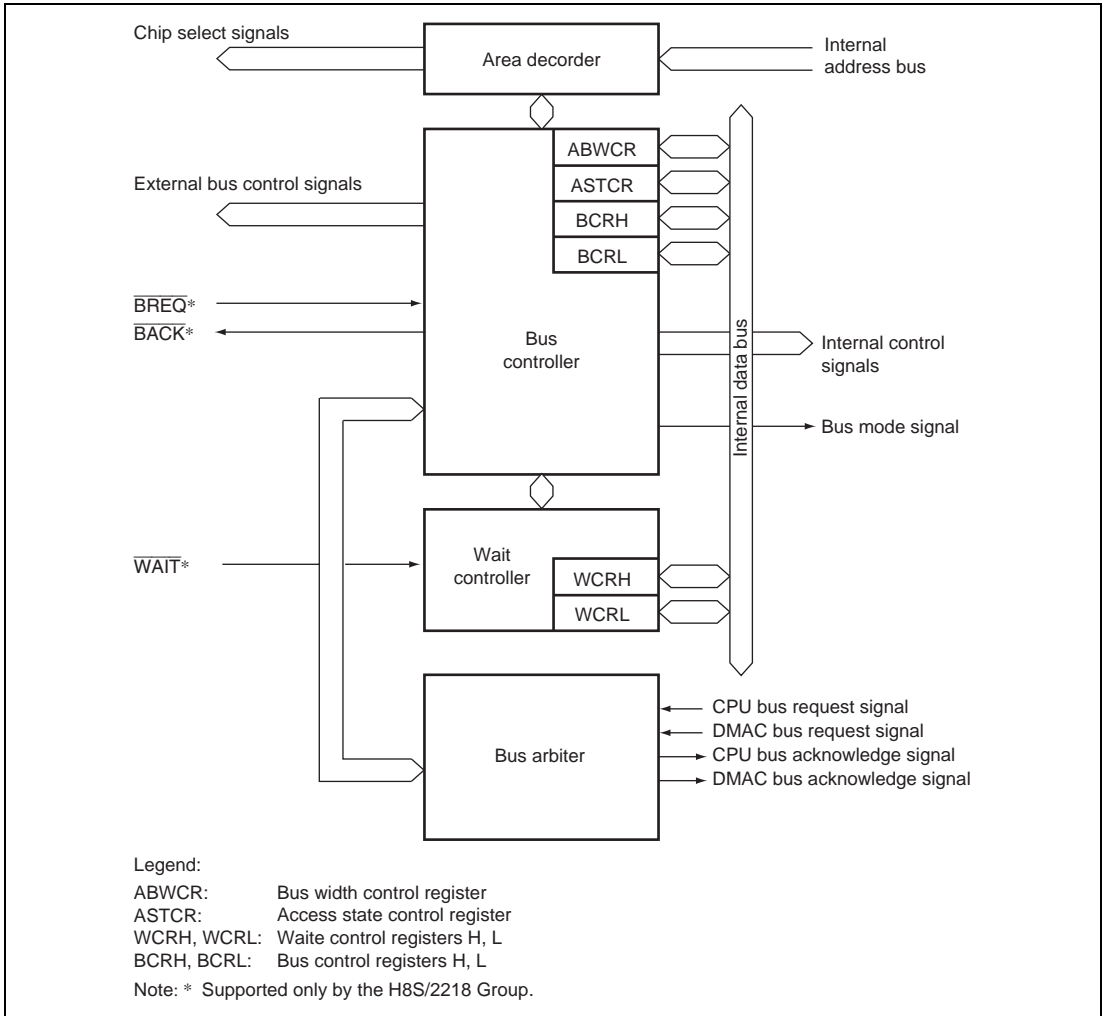 Chip select signals
Area decorder
Internal
address bus
ABWCR
ASTCR
External bus control signals
BCRH
BCRL
BREQ*
BACK*
Bus
controller
Internal control
signals
Internal data bus
Bus mode signal
WAIT*
Wait
controller
WCRH
WCRL
CPU bus request signal
DMAC bus request signal
Bus arbiter
CPU bus acknowledge signal
DMAC bus acknowledge signal
Legend:
ABWCR: Bus width control register
ASTCR: Access state control register
WCRH, WCRL: Waite control registers H, L
BCRH, BCRL: Bus control registers H, L
Note: * Supported only by the H8S/2218 Group.